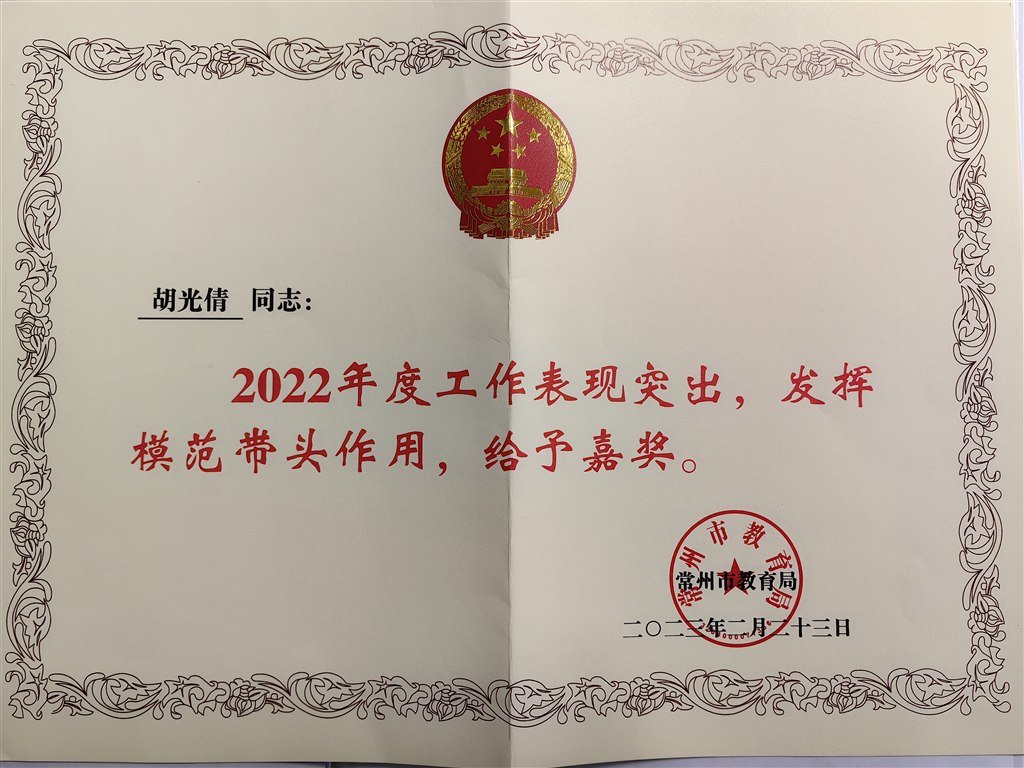 胡光倩 同志：
2022年度工作表现突出，发挥
模范带头作用，给予嘉奖。
常州市教育局
常州市教育局
二〇二三年二月二十三日